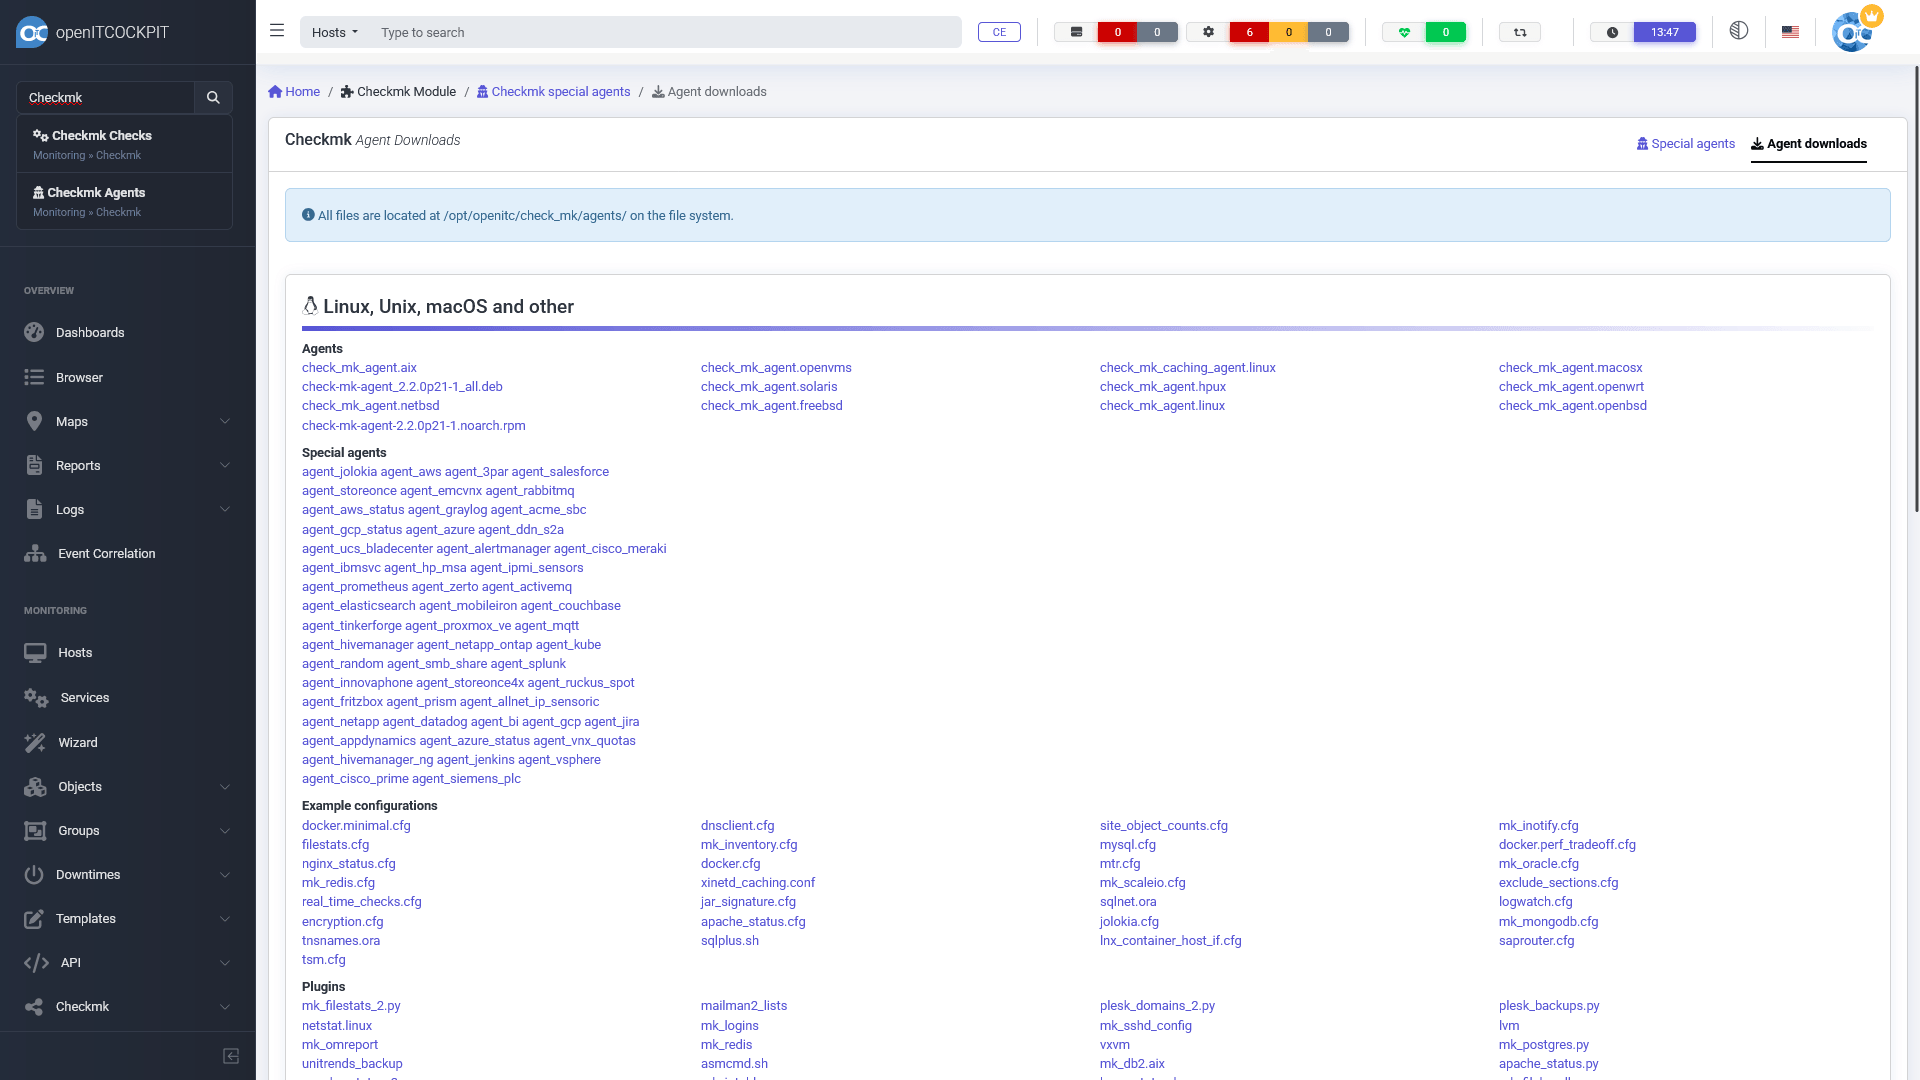 openITCOCKPIT
Hosts
Type to search
CE
0 0
6 0 0
0
13:47
Checkmk
Checkmk Checks
Monitoring » Checkmk
Checkmk Agents
Monitoring » Checkmk
OVERVIEW
Dashboards
Browser
Maps
Reports
Logs
Event Correlation
MONITORING
Hosts
Services
Wizard
Objects
Groups
Downtimes
Templates
API
Checkmk
Home / Checkmk Module / Checkmk special agents / Agent downloads
Checkmk Agent Downloads
Special agents
Agent downloads
All files are located at /opt/openitc/check_mk/agents/ on the file system.
Linux, Unix, macOS and other
Agents
check_mk_agent.aix check_mk_agent.openvms check_mk_caching_agent.linux check_mk_agent.macosx
check-mk-agent_2.2.0p21-1_all.deb check_mk_agent.solaris check_mk_agent.hpux check_mk_agent.openwrt
check_mk_agent.netbsd check_mk_agent.freebsd check_mk_agent.linux check_mk_agent.openbsd
check-mk-agent-2.2.0p21-1.noarch.rpm
Special agents
agent_jolokia agent_aws agent_3par agent_salesforce
agent_storeonce agent_emcvnx agent_rabbitmq
agent_aws_status agent_graylog agent_acme_sbc
agent_gcp_status agent_azure agent_ddn_s2a
agent_ucs_bladecenter agent_alertmanager agent_cisco_meraki
agent_ibmsvc agent_hp_msa agent_ipmi_sensors
agent_prometheus agent_zerto agent_activemq
agent_elasticsearch agent_mobileiron agent_couchbase
agent_tinkerforge agent_proxmox_ve agent_mqtt
agent_hivemanager agent_netapp_ontap agent_kube
agent_random agent_smb_share agent_splunk
agent_innovaphone agent_storeonce4x agent_ruckus_spot
agent_fritzbox agent_prism agent_allnet_ip_sensoric
agent_netapp agent_datadog agent_bi agent_gcp agent_jira
agent_appdynamics agent_azure_status agent_vnx_quotas
agent_hivemanager_ng agent_jenkins agent_vsphere
agent_cisco_prime agent_siemens_plc
Example configurations
docker.minimal.cfg dnsclient.cfg site_object_counts.cfg mk_inotify.cfg
filestats.cfg mk_inventory.cfg mysql.cfg docker.perf_tradeoff.cfg
nginx_status.cfg docker.cfg mtr.cfg mk_oracle.cfg
mk_redis.cfg xinetd_caching.conf mk_scaleio.cfg exclude_sections.cfg
real_time_checks.cfg jar_signature.cfg sqlnet.ora logwatch.cfg
encryption.cfg apache_status.cfg jolokia.cfg mk_mongodb.cfg
tnsnames.ora sqlplus.sh lnx_container_host_if.cfg saprouter.cfg
tsm.cfg
Plugins
mk_filestats_2.py mailman2_lists plesk_domains_2.py plesk_backups.py
netstat.linux mk_logins mk_sshd_config lvm
mk_omreport mk_redis vxvm mk_postgres.py
unitrends_backup asmcmd.sh mk_db2.aix apache_status.py